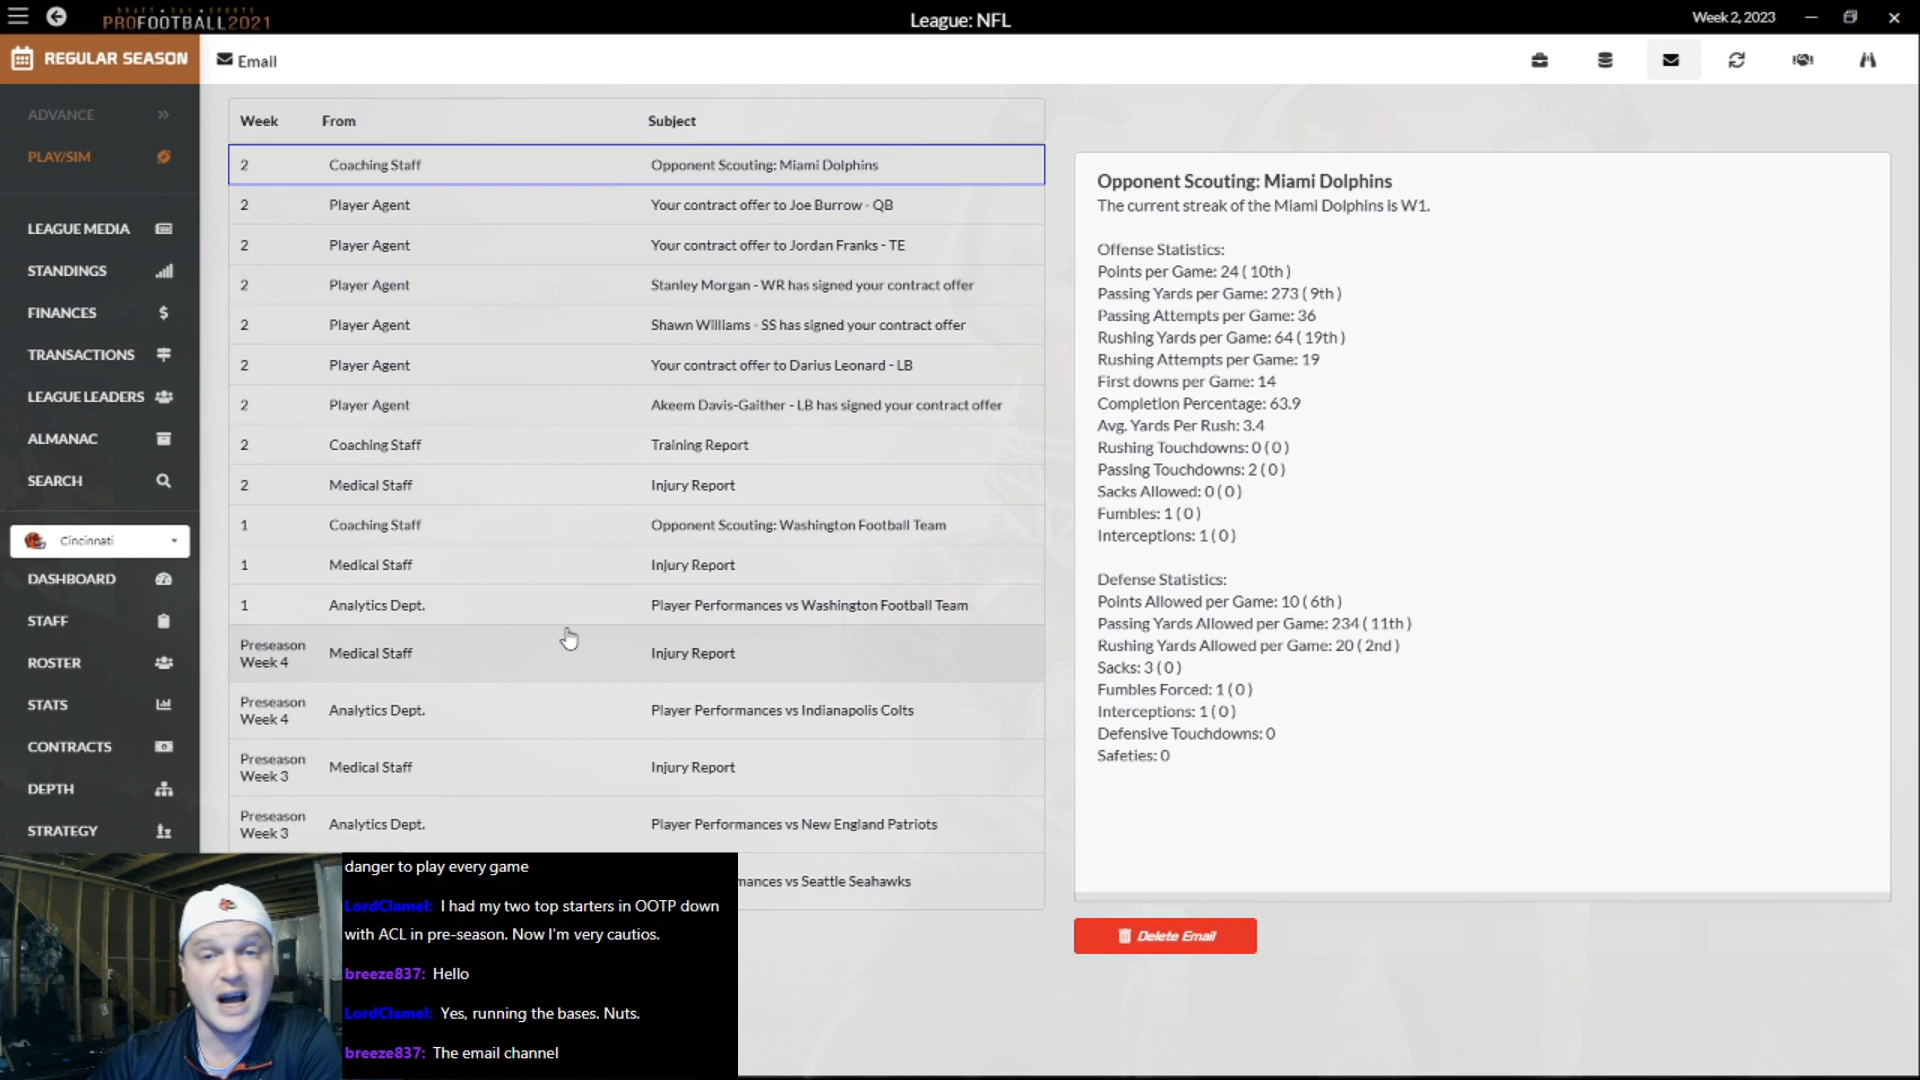 DRAFT DAY SPORTS
PROFOOTBALL2021
League: NFL
Week 2, 2023
REGULAR SEASON
Email
ADVANCE
PLAY/SIM
LEAGUE MEDIA
STANDINGS
FINANCES
TRANSACTIONS
LEAGUE LEADERS
ALMANAC
SEARCH
Cincinnati
DASHBOARD
STAFF
ROSTER
STATS
CONTRACTS
DEPTH
STRATEGY
Week From Subject
2 Coaching Staff Opponent Scouting: Miami Dolphins
2 Player Agent Your contract offer to Joe Burrow - QB
2 Player Agent Your contract offer to Jordan Franks - TE
2 Player Agent Stanley Morgan - WR has signed your contract offer
2 Player Agent Shawn Williams - SS has signed your contract offer
2 Player Agent Your contract offer to Darius Leonard - LB
2 Player Agent Akeem Davis-Gaither - LB has signed your contract offer
2 Coaching Staff Training Report
2 Medical Staff Injury Report
1 Coaching Staff Opponent Scouting: Washington Football Team
1 Medical Staff Injury Report
1 Analytics Dept. Player Performances vs Washington Football Team
Preseason
Week 4 Medical Staff Injury Report
Preseason
Week 4 Analytics Dept. Player Performances vs Indianapolis Colts
Preseason
Week 3 Medical Staff Injury Report
Preseason
Week 3 Analytics Dept. Player Performances vs New England Patriots
mances vs Seattle Seahawks
Opponent Scouting: Miami Dolphins
The current streak of the Miami Dolphins is W1.
Offense Statistics:
Points per Game: 24 ( 10th )
Passing Yards per Game: 273 ( 9th )
Passing Attempts per Game: 36
Rushing Yards per Game: 64 ( 19th )
Rushing Attempts per Game: 19
First downs per Game: 14
Completion Percentage: 63.9
Avg. Yards Per Rush: 3.4
Rushing Touchdowns: 0 ( 0 )
Passing Touchdowns: 2 ( 0 )
Sacks Allowed: 0 ( 0 )
Fumbles: 1 ( 0 )
Interceptions: 1 ( 0 )
Defense Statistics:
Points Allowed per Game: 10 ( 6th )
Passing Yards Allowed per Game: 234 ( 11th )
Rushing Yards Allowed per Game: 20 ( 2nd )
Sacks: 3 ( 0 )
Fumbles Forced: 1 ( 0 )
Interceptions: 1 ( 0 )
Defensive Touchdowns: 0
Safeties: 0
Delete Email
danger to play every game
LordClamel: I had my two top starters in OOTP down
with ACL in pre-season. Now I'm very cautios.
breeze837: Hello
LordClamel: Yes, running the bases. Nuts.
breeze837: The email channel